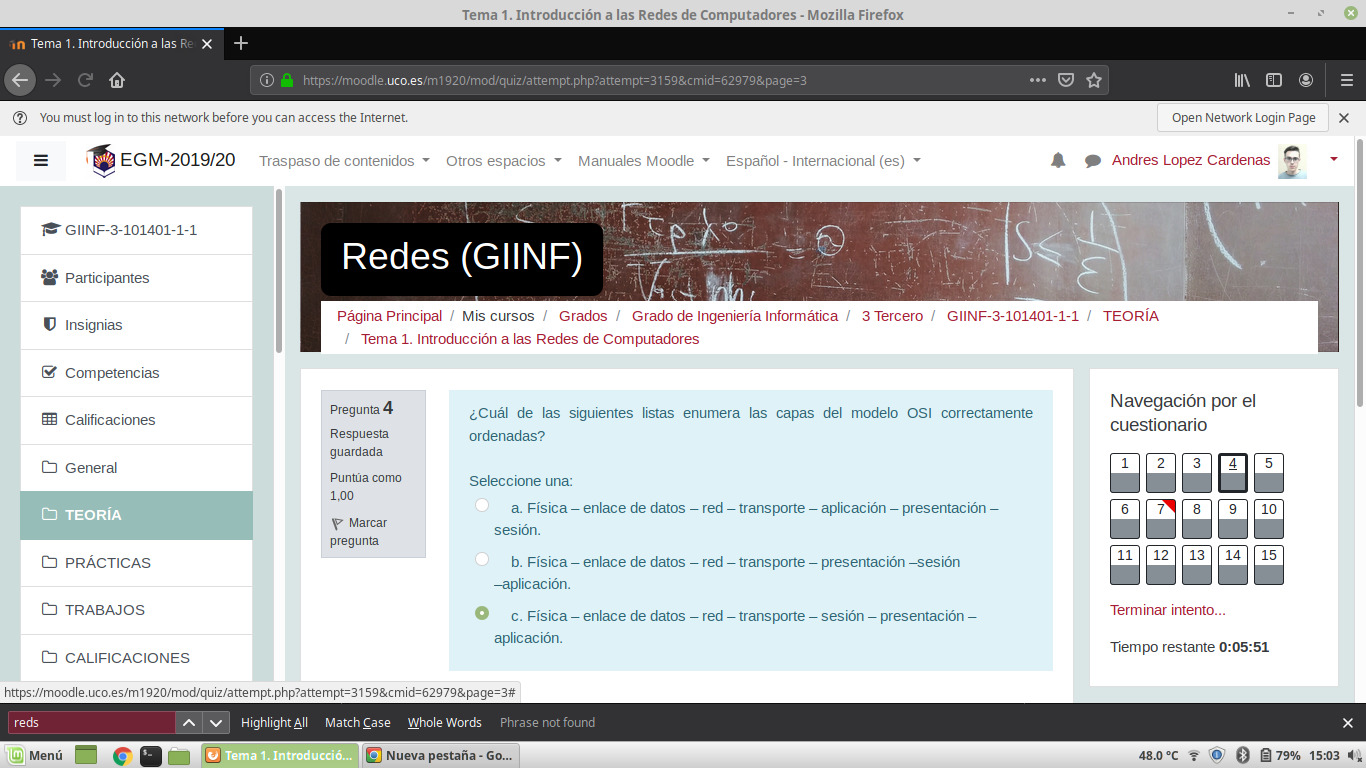 Tema 1. Introducción a las Redes de Computadores - Mozilla Firefox
Tema 1. Introducción a las Re
https://moodle.uco.es/m1920/mod/quiz/attempt.php?attempt=3159&cmid=62979&page=3
You must log in to this network before you can access the Internet.
Open Network Login Page
EGM-2019/20
Traspaso de contenidos
Otros espacios
Manuales Moodle
Español - Internacional (es)
Andres Lopez Cardenas
GIINF-3-101401-1-1
Participantes
Insignias
Competencias
Calificaciones
General
TEORÍA
PRÁCTICAS
TRABAJOS
CALIFICACIONES
Redes (GIINF)
Página Principal / Mis cursos / Grados / Grado de Ingeniería Informática / 3 Tercero / GIINF-3-101401-1-1 / TEORÍA
/ Tema 1. Introducción a las Redes de Computadores
Pregunta 4
Respuesta
guardada
Puntúa como
1,00
Marcar
pregunta
¿Cuál de las siguientes listas enumera las capas del modelo OSI correctamente
ordenadas?
Seleccione una:
a. Física – enlace de datos – red – transporte – aplicación – presentación –
sesión.
b. Física – enlace de datos – red – transporte – presentación –sesión
–aplicación.
c. Física – enlace de datos – red – transporte – sesión – presentación –
aplicación.
Navegación por el
cuestionario
1 2 3 4 5
6 7 8 9 10
11 12 13 14 15
Terminar intento...
Tiempo restante 0:05:51
https://moodle.uco.es/m1920/mod/quiz/attempt.php?attempt=3159&cmid=62979&page=3#
reds
Highlight All
Match Case
Whole Words
Phrase not found
Menú
Tema 1. Introducció...
Nueva pestaña - Go...
48.0 °C
79%
15:03